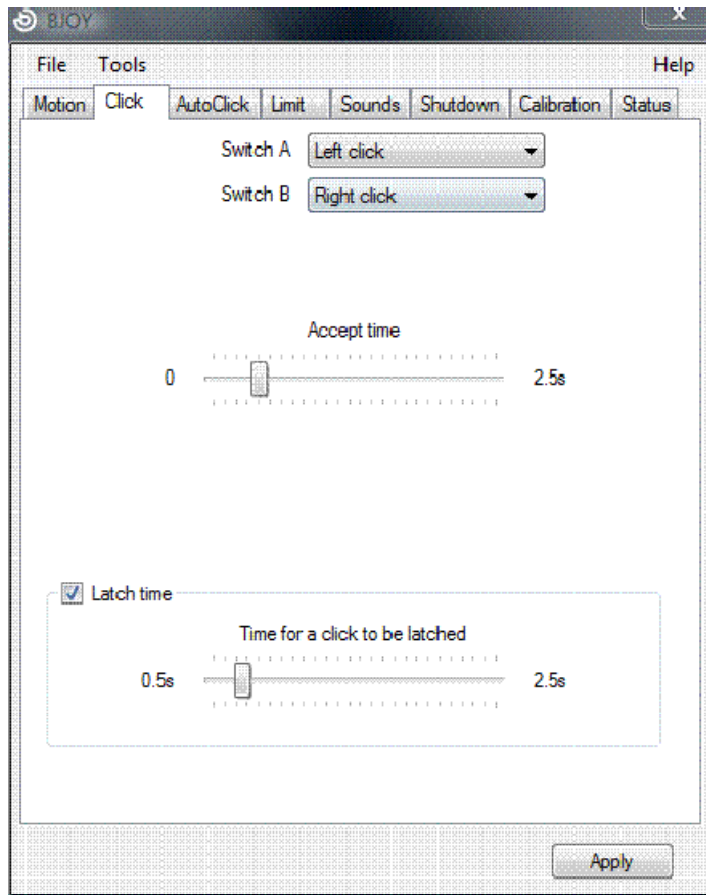 BJOY
x
File Tools Help
Motion Click AutoClick Limit Sounds Shutdown Calibration Status
Switch A Left click
Switch B Right click
Accept time
0 2.5s
Latch time
Time for a click to be latched
0.5s 2.5s
Apply